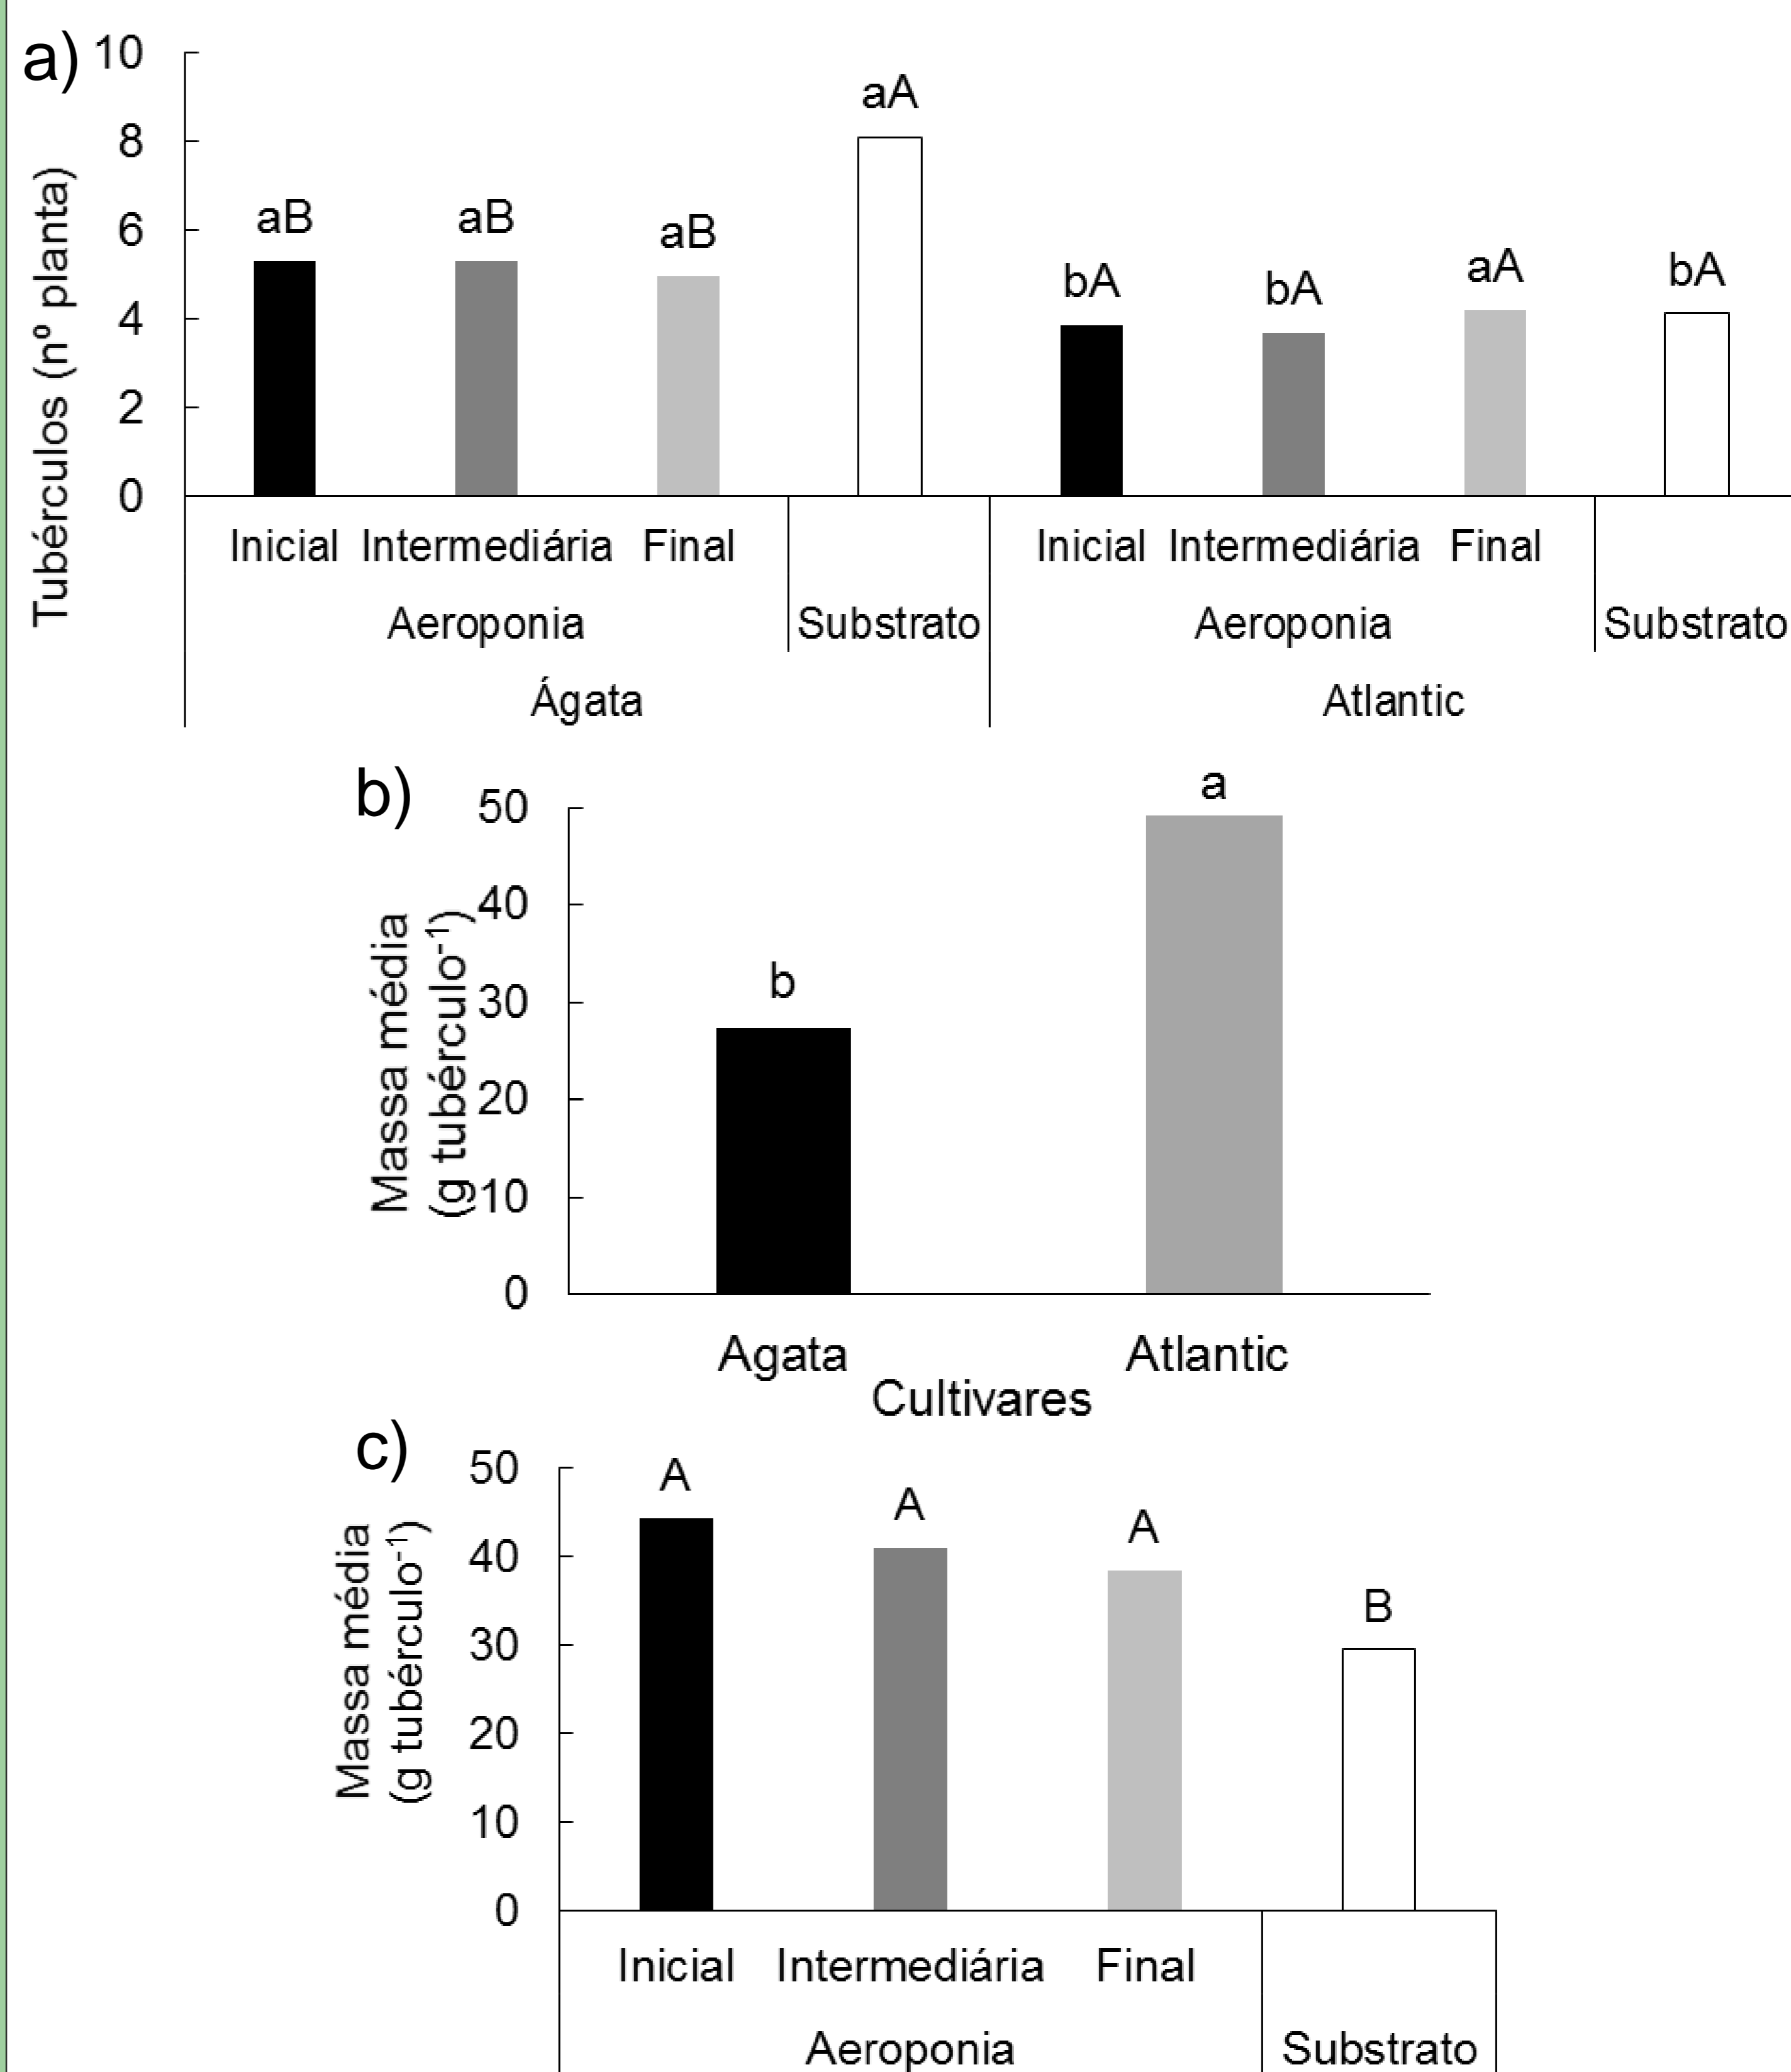 a)
Tubérculos (nº planta)
10
8
6
4
2
0
aB
aB
aB
aA
bA
bA
aA
bA
Inicial Intermediária Final Inicial Intermediária Final
Aeroponia Substrato Aeroponia Substrato
Ágata Atlantic
b)
Massa média
(g tubérculo-1)
50
40
30
20
10
0
b
a
Agata Atlantic
Cultivares
c)
Massa média
(g tubérculo-1)
50
40
30
20
10
0
A
A
A
B
Inicial Intermediária Final
Aeroponia Substrato